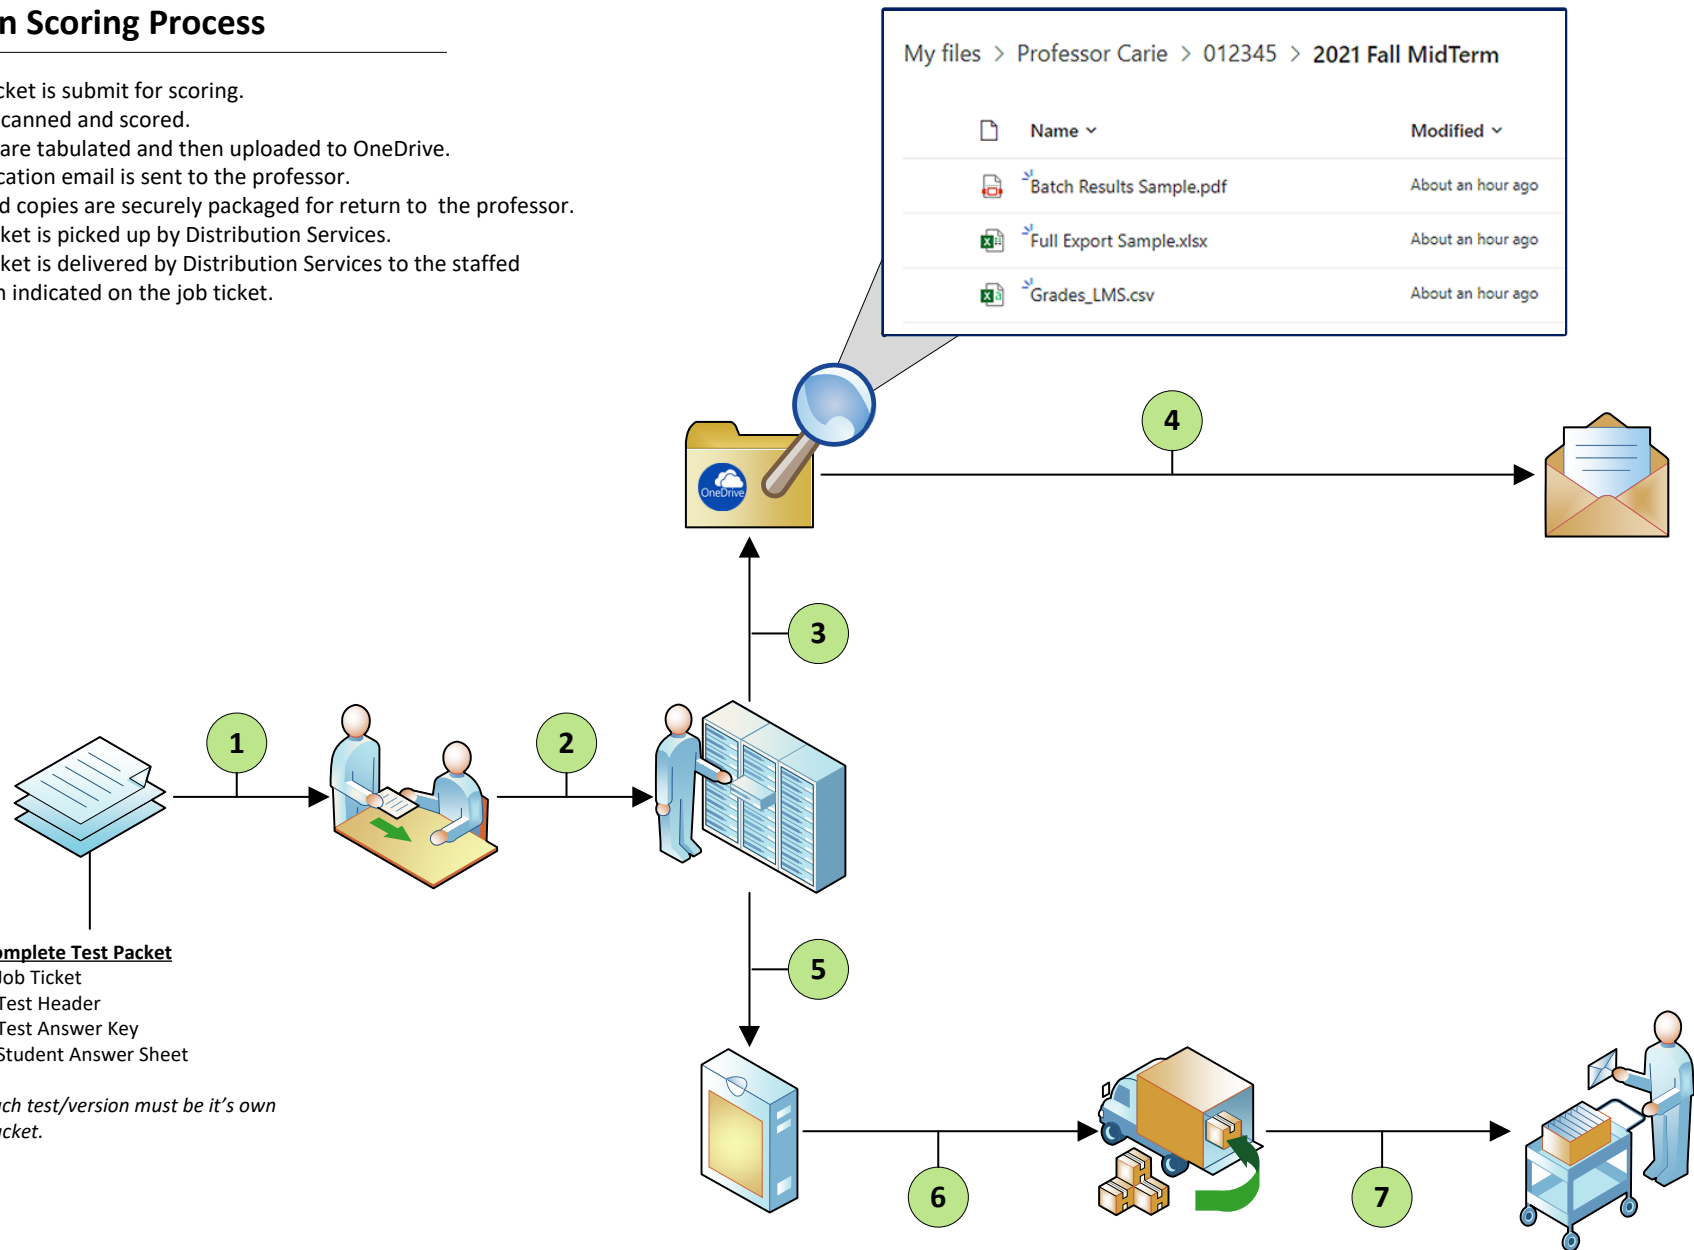 n Scoring Process
cket is submit for scoring.
canned and scored.
are tabulated and then uploaded to OneDrive.
cation email is sent to the professor.
d copies are securely packaged for return to  the professor.
ket is picked up by Distribution Services.
ket is delivered by Distribution Services to the staffed
n indicated on the job ticket.
My files > Professor Carie > 012345 > 2021 Fall MidTerm
Name Modified
Batch Results Sample.pdf About an hour ago
Full Export Sample.xlsx About an hour ago
Grades_LMS.csv About an hour ago
OneDrive
4
3
1
2
5
6
7
omplete Test Packet
Job Ticket
Test Header
Test Answer Key
Student Answer Sheet
ch test/version must be it's own
cket.